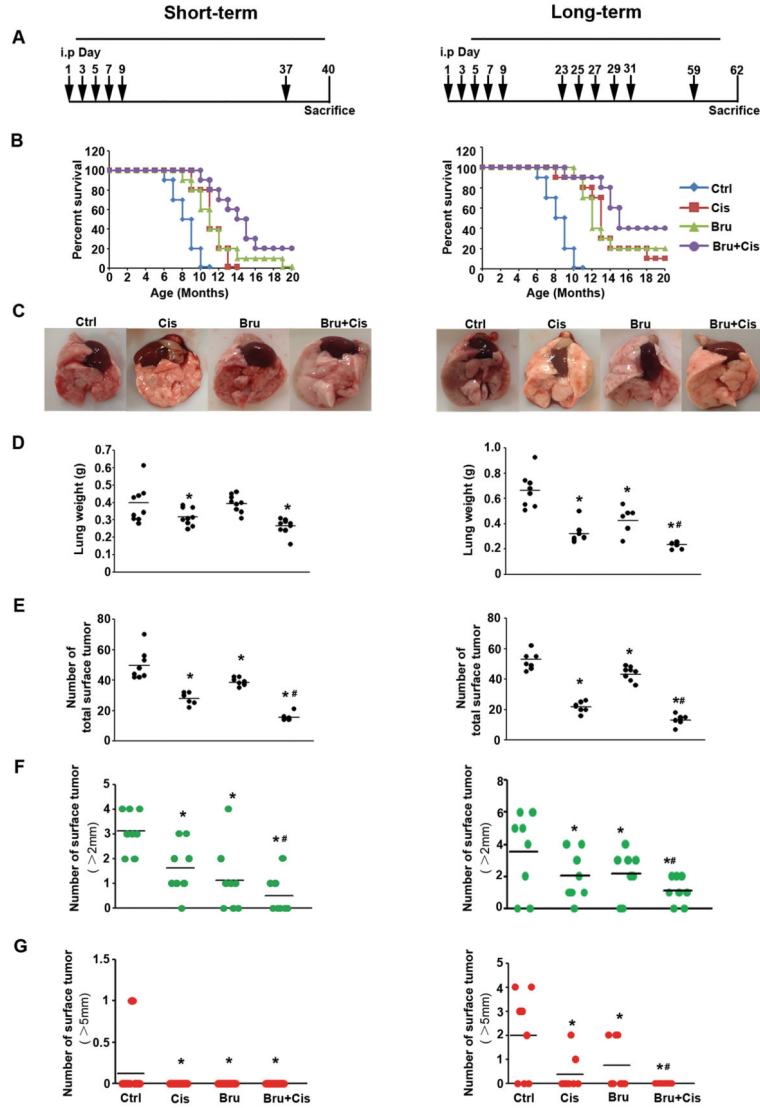 Short-term
Long-term
A
i.p Day
1 3 5 7 9 37 40
Sacrifice
i.p Day
1 3 5 7 9 23 25 27 29 31 59 62
Sacrifice
B
Percent survival
120
100
80
60
40
20
0
0 2 4 6 8 10 12 14 16 18 20
Age (Months)
Percent survival
120
100
80
60
40
20
0
0 2 4 6 8 10 12 14 16 18 20
Age (Months)
Ctrl
Cis
Bru
Bru+Cis
C
Ctrl Cis Bru Bru+Cis
Ctrl Cis Bru Bru+Cis
D
Lung weight (g)
0.7
0.6
0.5
0.4
0.3
0.2
0.1
0
* *
Lung weight (g)
1.0
0.8
0.6
0.4
0.2
0
* * *#
E
Number of
total surface tumor
80
60
40
20
0
* * *#
Number of
total surface tumor
80
60
40
20
0
* * *#
F
Number of surface tumor
( >2mm)
5
4
3
2
1
0
* * *#
Number of surface tumor
( >2mm)
8
6
4
2
0
* * *#
G
Number of surface tumor
( >5mm)
1.5
1
0.5
0
* * *
Ctrl Cis Bru Bru+Cis
Number of surface tumor
( >5mm)
5
4
3
2
1
0
* * *#
Ctrl Cis Bru Bru+Cis